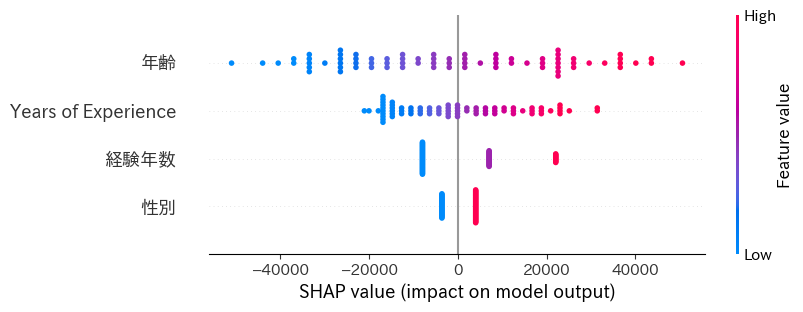 High
年齢
Years of Experience
経験年数
性別
Feature value
Low
−40000 −20000 0 20000 40000
SHAP value (impact on model output)